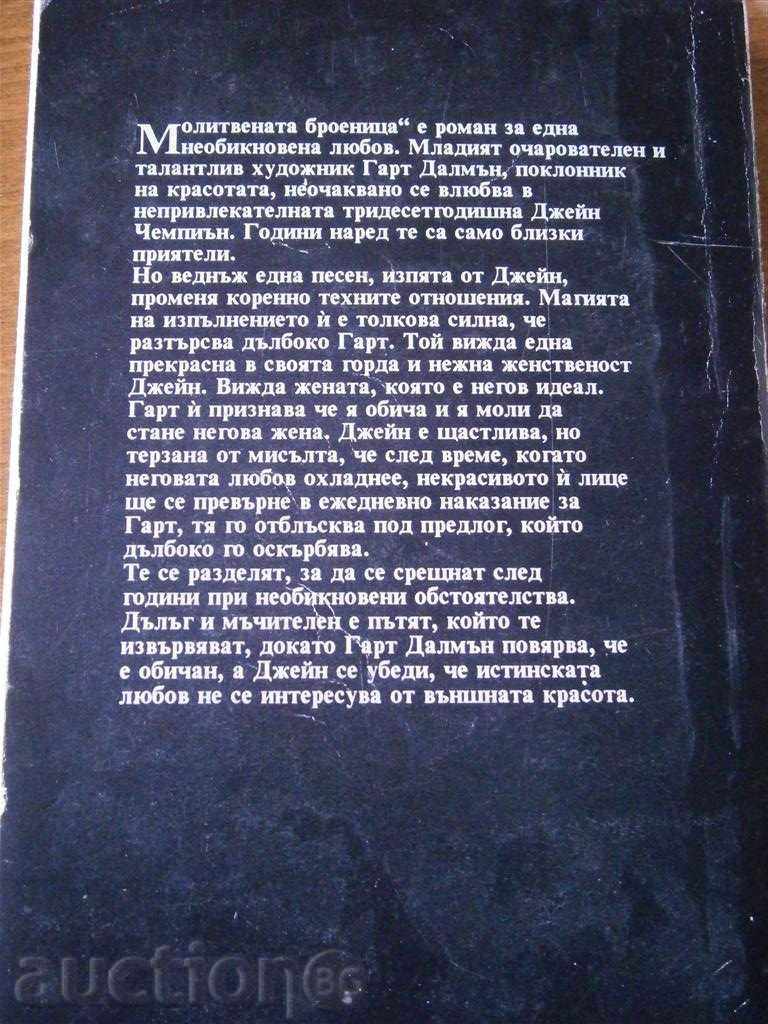 Молитвената броеница“ е роман за една
необикновена любов. Младият очарователен и
талантлив художник Гарт Далмън, поклонник
на красотата, неочаквано се влюбва в
непривлекателната тридесетгодишна Джейн
Чемпиън. Години наред те са само близки
приятели.
Но веднъж една песен, изпята от Джейн,
променя коренно техните отношения. Магията
на изпълнението ѝ е толкова силна, че
разтърсва дълбоко Гарт. Той вижда една
прекрасна в своята горда и нежна женственост
Джейн. Вижда жената, която е негов идеал.
Гарт ѝ признава че я обича и я моли да
стане негова жена. Джейн е щастлива, но
терзана от мисълта, че след време, когато
неговата любов охладнее, некрасивото ѝ лице
ще се превърне в ежедневно наказание за
Гарт, тя го отблъсква под предлог, който
дълбоко го оскърбява.
Те се разделят, за да се срещнат след
години при необикновени обстоятелства.
Дълъг и мъчителен е пътят, който те
извървяват, докато Гарт Далмън повярва, че
е обичан, а Джейн се убеди, че истинската
любов не се интересува от външната красота.
auction BG